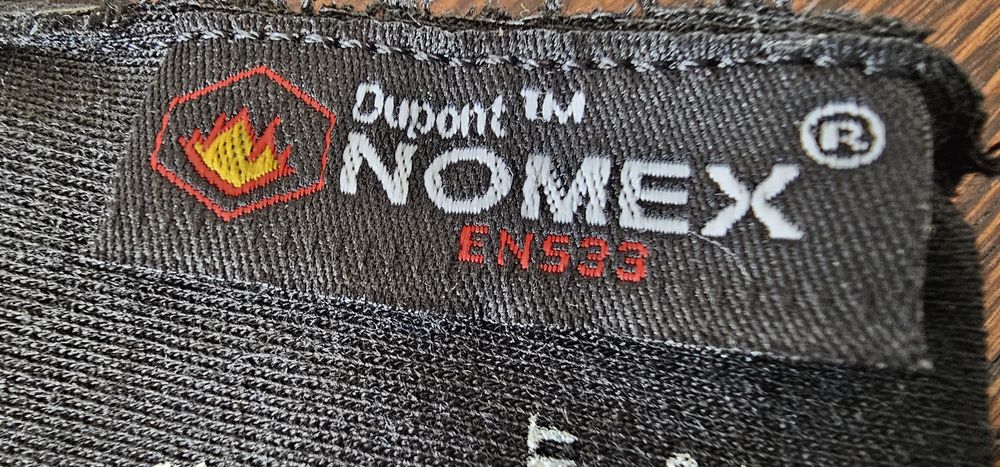 Dupont ™
NOMEX ®
EN533